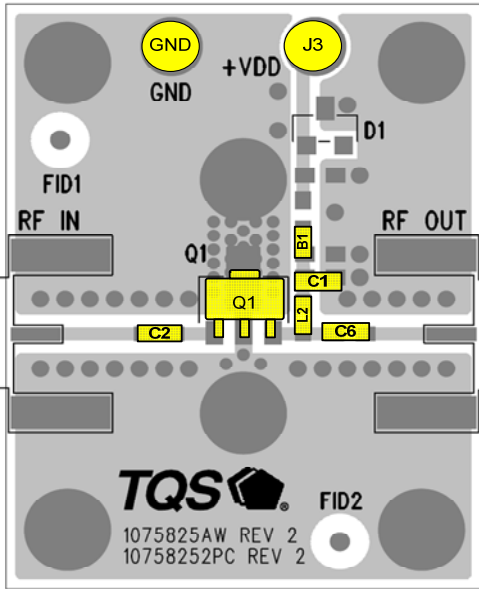 GND
J3
+VDD
GND
D1
FID1
RF IN
RF OUT
B1
Q1
C1
Q1
L2
C2
C6
TQS
FID2
1075825AW REV 2
10758252PC REV 2